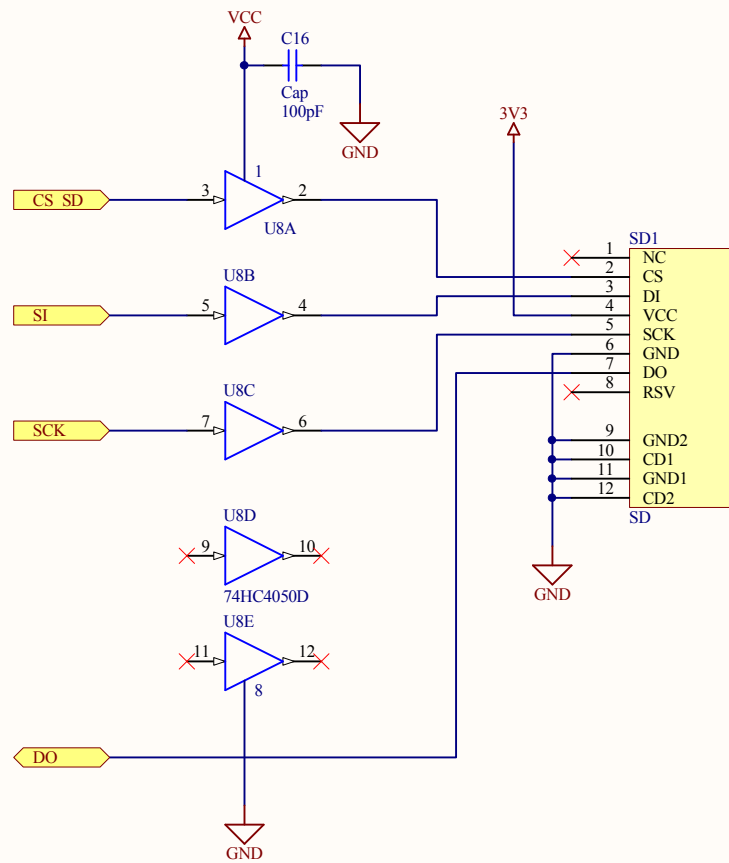 VCC
C16
Cap
100pF
GND
3V3
1
3
2
CS_SD
U8A
U8B
5
4
SI
U8C
7
6
SCK
U8D
9
10
74HC4050D
U8E
11
12
8
DO
GND
SD1
1 NC
2 CS
3 DI
4 VCC
5 SCK
6 GND
7 DO
8 RSV
9 GND2
10 CD1
11 GND1
12 CD2
SD
GND